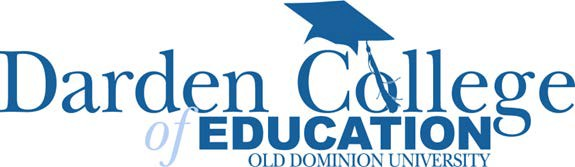 Darden College
of EDUCATION
OLD DOMINION UNIVERSITY